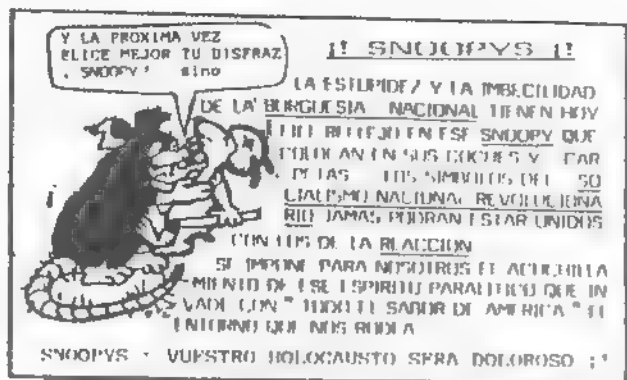 Y LA PROXIMA VEZ
ELICE MEJOR TU DISFRAZ
, SNOOPY! sino
¡! SNOOPYS ¡!
LA ESTUPIDEZ Y LA IMBECILIDAD
DE LA BURGUESIA NACIONAL TIENEN HOY
REFLEJO EN ESE SNOOPY QUE
COLOCAN EN SUS COCHES Y CAR
PETAS LOS SIMBOLOS DEL SO
CIALISMO NACIONAL REVOLUCIONA
RIO JAMAS PODRAN ESTAR UNIDOS
CON LOS DE LA REACCION
SE IMPONE PARA NOSOTROS EL ACUCHILLA
MIENTO DE ESE ESPIRITU PARALITICO QUE IN
VADE CON " TODO EL SABOR DE AMERICA " EL
ENTORNO QUE NOS RODEA
SNOOPYS - VUESTRO HOLOCAUSTO SERA DOLOROSO ¡!